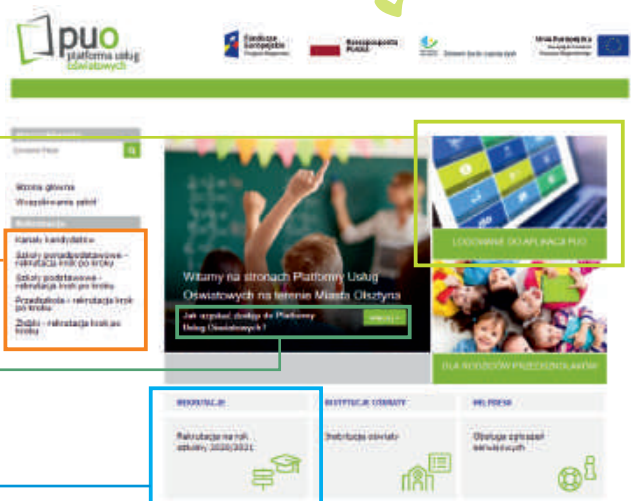 puo
platforma usług
oświatowych
Fundusze
Europejskie
Rzeczpospolita
Polska
Unia Europejska
Strona główna
Wyszukiwanie szkół
Rekrutacja
Kanały kandydatów
Szkoły ponadpodstawowe -
rekrutacja krok po kroku
Szkoły podstawowe -
rekrutacja krok po kroku
Przedszkola - rekrutacja krok
po kroku
Żłobki - rekrutacja krok po
kroku
Witamy na stronach Platformy Usług
Oświatowych na terenie Miasta Olsztyna
Jak uzyskać dostęp do Platformy
Usług Oświatowych?
LOGOWANIE DO APLIKACJI PUO
DLA RODZICÓW PRZEDSZKOLAKÓW
REKRUTACJE
INSTYTUCJE OŚWIATY
HELPDESK
Rekrutacja na rok
szkolny 2020/2021
Instytucje oświaty
Obsługa zgłoszeń
serwisowych